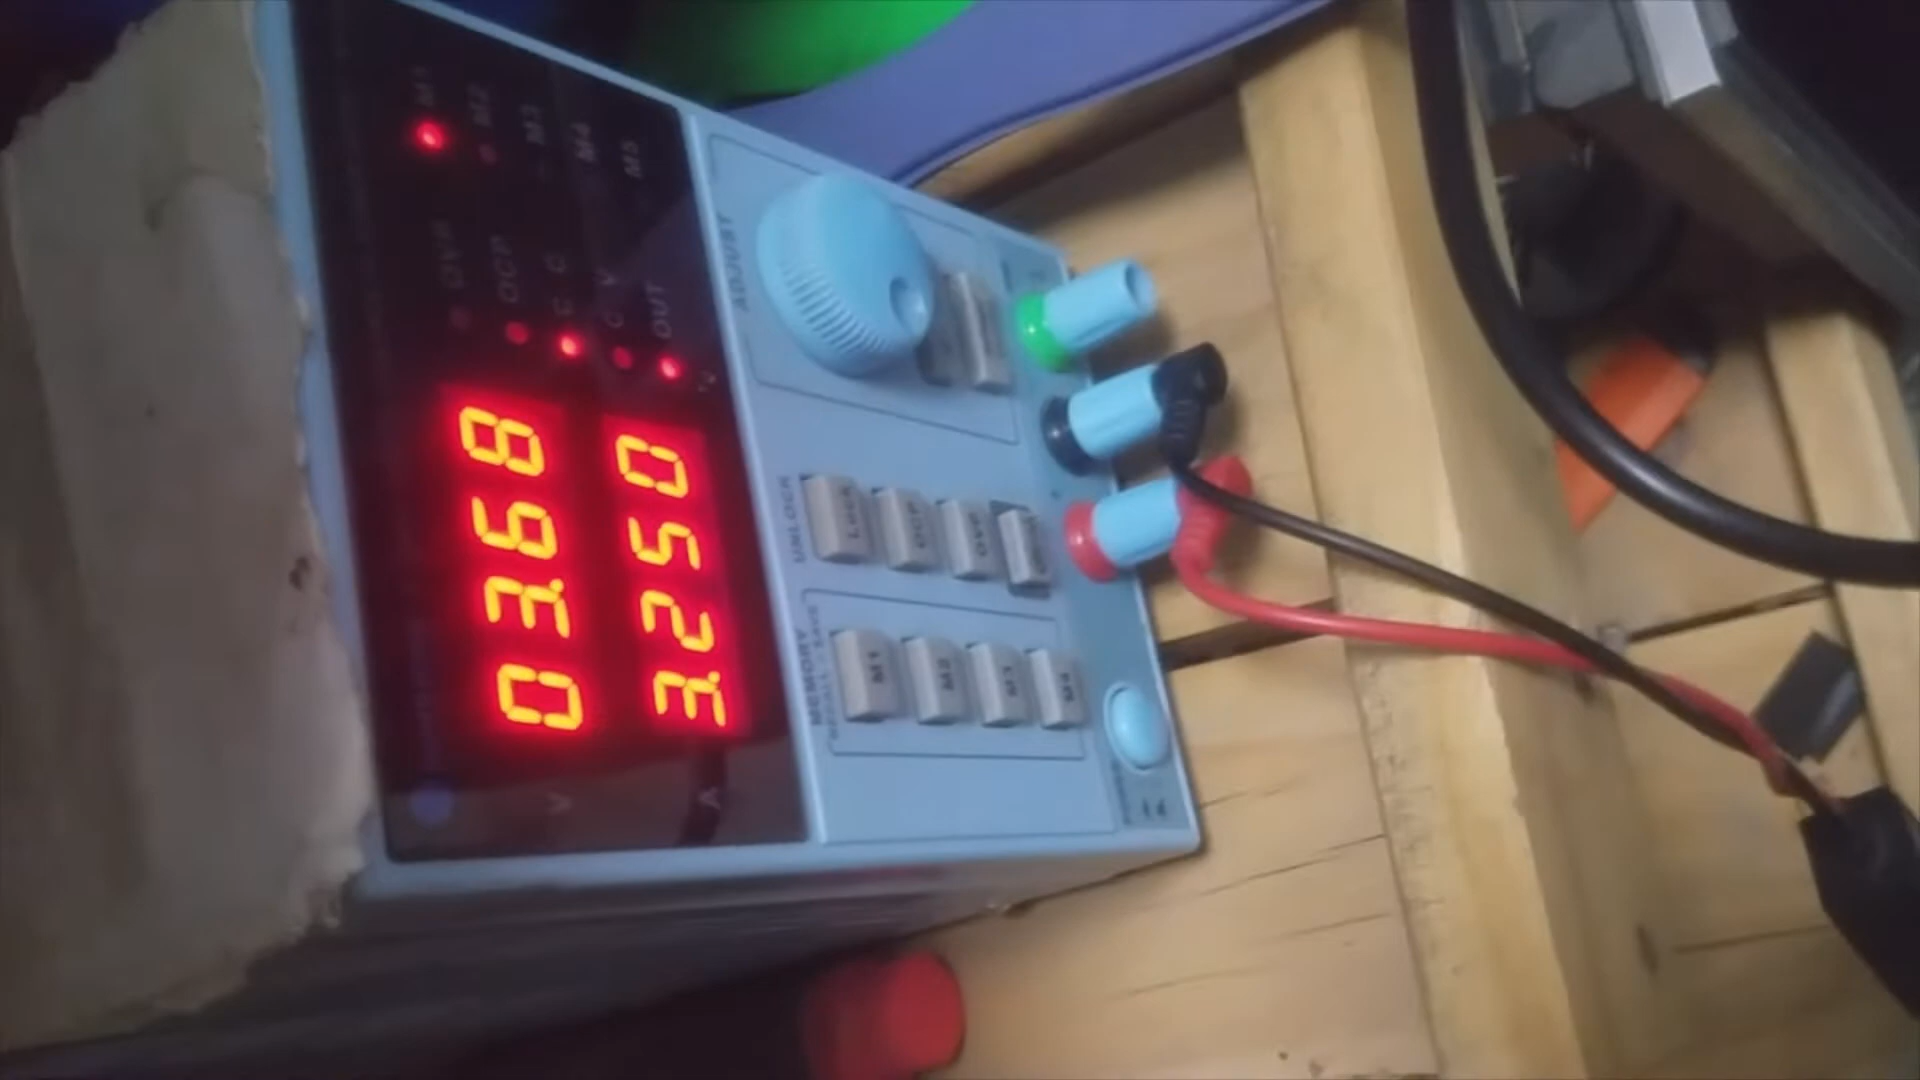 03.68
V
3.250
A
OVP
OCP
C C
C V
OUT
M1
M2
M3
M4
M5
ADJUST
UNLOCK
LOCK
OCP
OVP
MEMORY
M1
M2
M3
M4